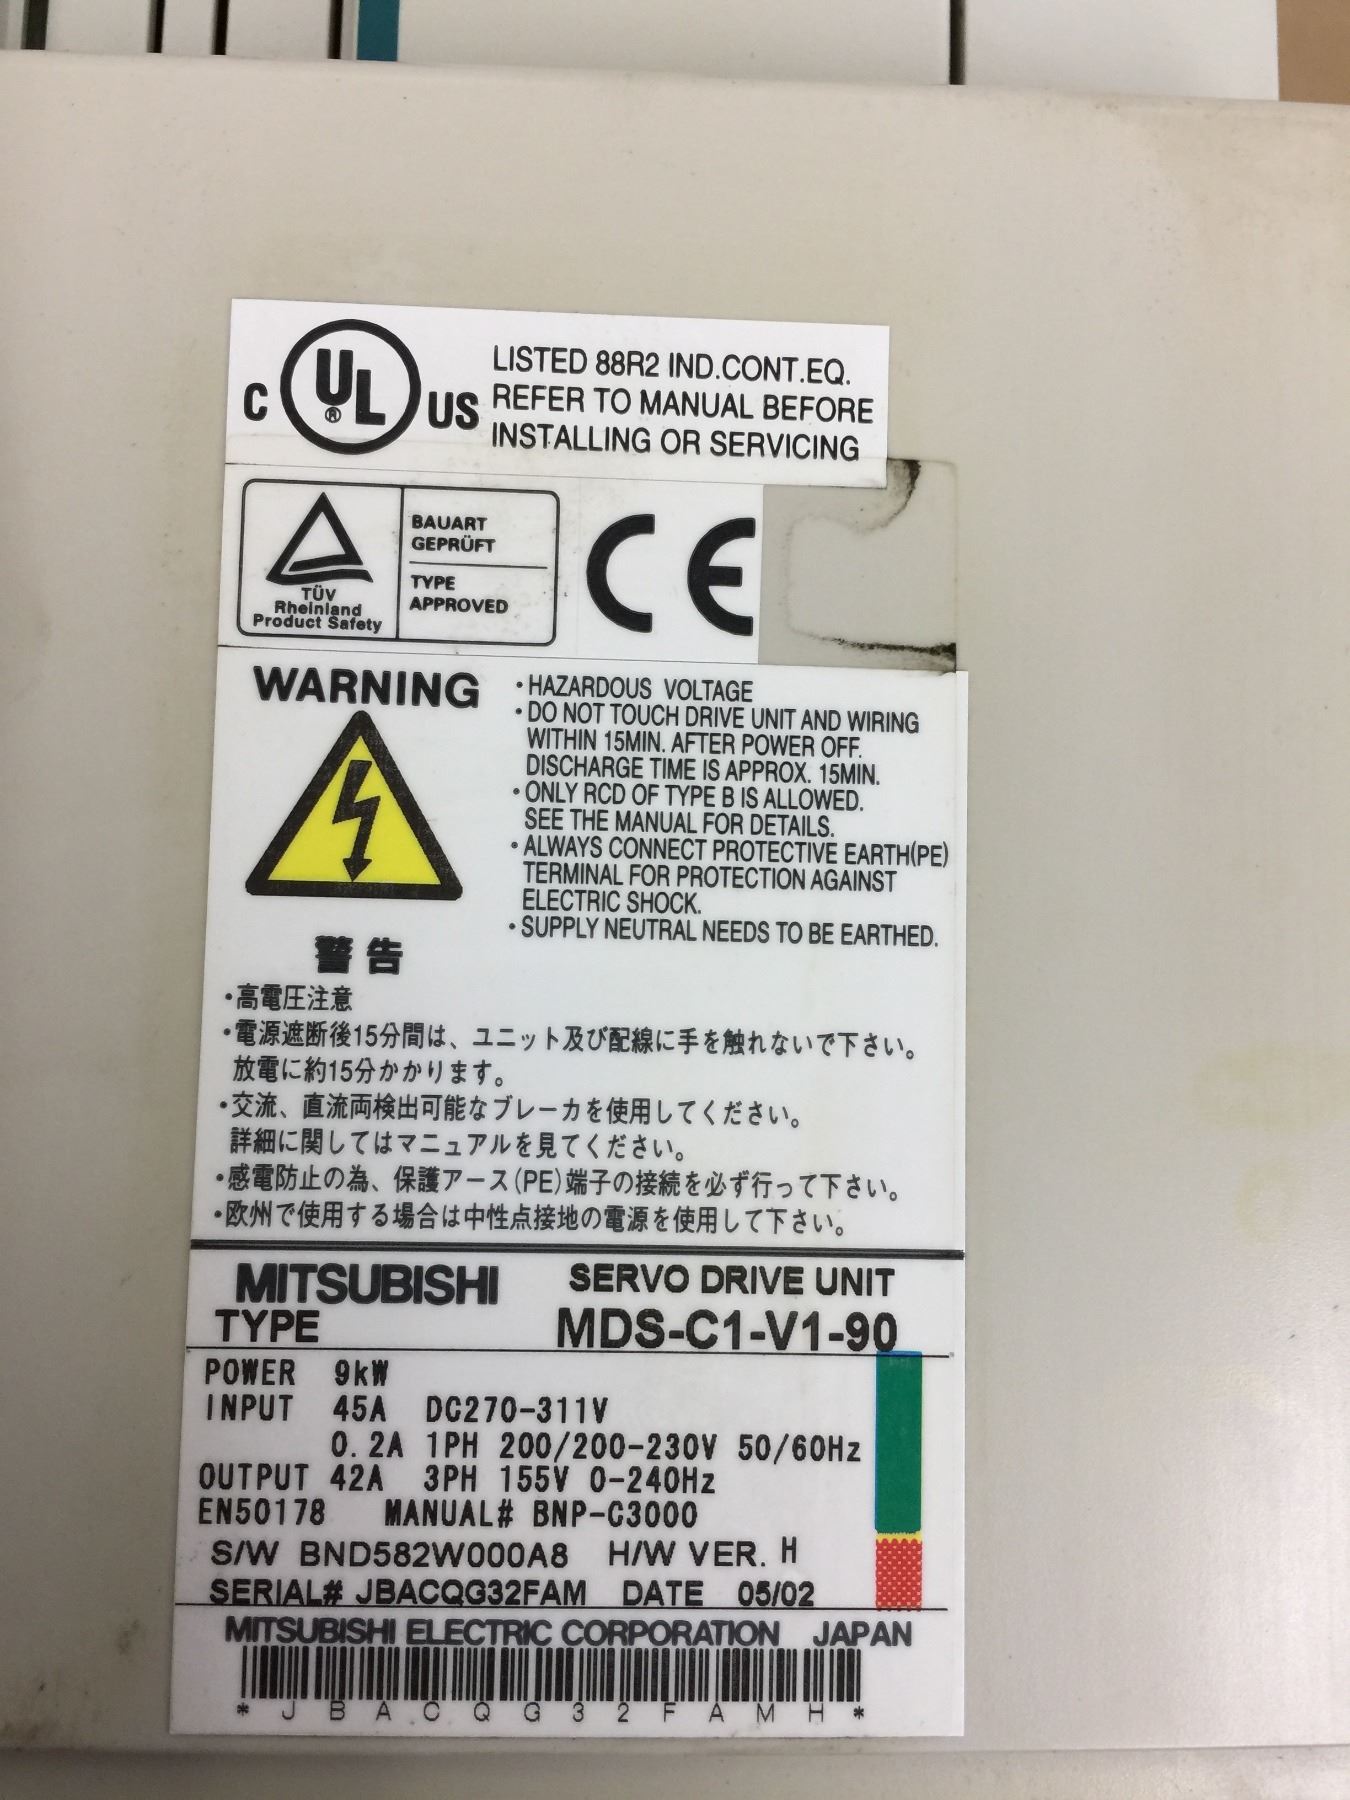 C UL® US
LISTED 88R2 IND.CONT.EQ.
REFER TO MANUAL BEFORE
INSTALLING OR SERVICING
TÜV
Rheinland
Product Safety
BAUART
GEPRÜFT
TYPE
APPROVED
CE
WARNING
・HAZARDOUS VOLTAGE
・DO NOT TOUCH DRIVE UNIT AND WIRING
WITHIN 15MIN. AFTER POWER OFF.
DISCHARGE TIME IS APPROX. 15MIN.
・ONLY RCD OF TYPE B IS ALLOWED.
SEE THE MANUAL FOR DETAILS.
・ALWAYS CONNECT PROTECTIVE EARTH(PE)
TERMINAL FOR PROTECTION AGAINST
ELECTRIC SHOCK.
・SUPPLY NEUTRAL NEEDS TO BE EARTHED.
警告
・高電圧注意
・電源遮断後15分間は、ユニット及び配線に手を触れないで下さい。
放電に約15分かかります。
・交流、直流両検出可能なブレーカを使用してください。
詳細に関してはマニュアルを見てください。
・感電防止の為、保護アース(PE)端子の接続を必ず行って下さい。
・欧州で使用する場合は中性点接地の電源を使用して下さい。
MITSUBISHI SERVO DRIVE UNIT
TYPE MDS-C1-V1-90
POWER 9kW
INPUT 45A DC270-311V
0.2A 1PH 200/200-230V 50/60Hz
OUTPUT 42A 3PH 155V 0-240Hz
EN50178 MANUAL# BNP-C3000
S/W BND582W000A8 H/W VER. H
SERIAL# JBACQG32FAM DATE 05/02
MITSUBISHI ELECTRIC CORPORATION JAPAN
* J B A C Q G 3 2 F A M H *